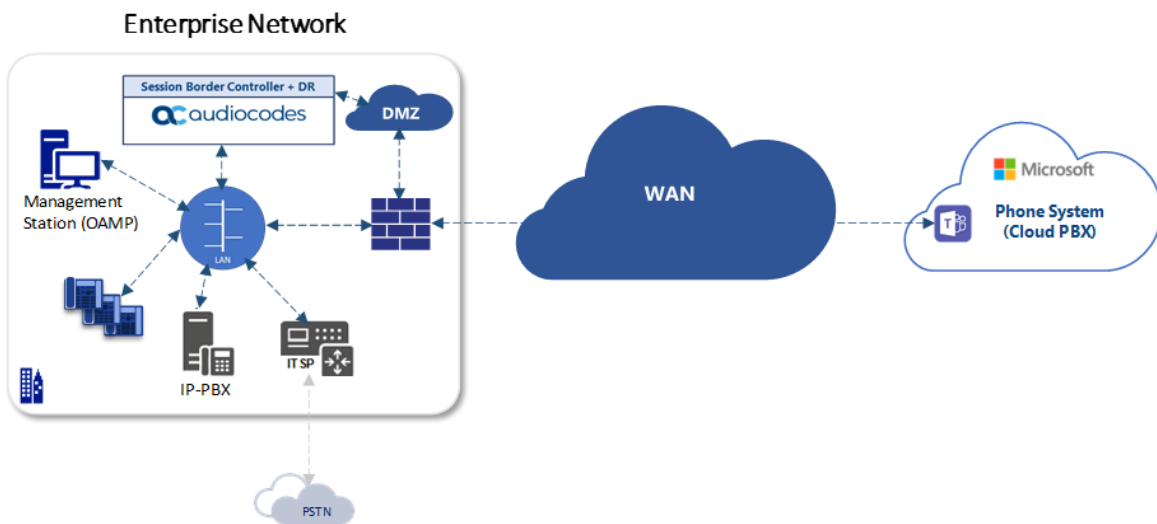 Enterprise Network
Session Border Controller + DR
audiocodes
DMZ
Management
Station (OAMP)
LAN
WAN
Microsoft
Phone System
(Cloud PBX)
T
IP-PBX
ITSP
PSTN